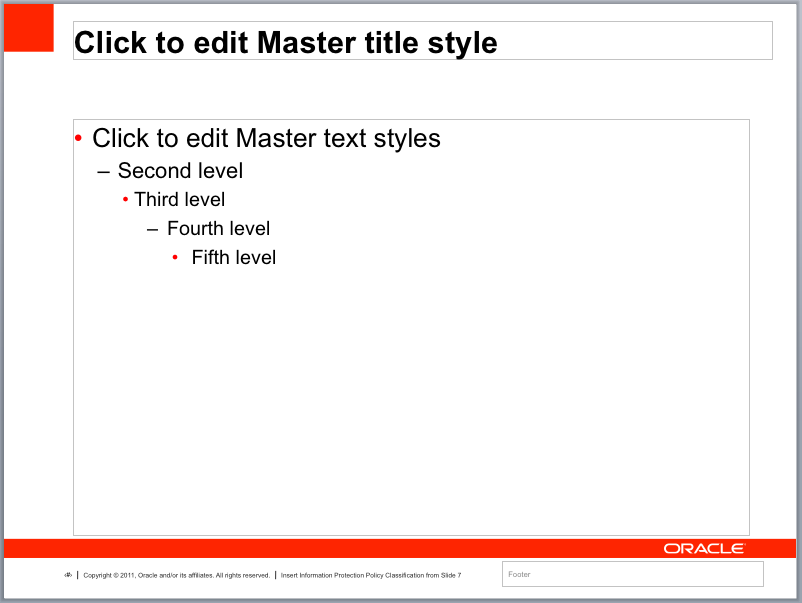 Click to edit Master title style
• Click to edit Master text styles
– Second level
• Third level
– Fourth level
• Fifth level
ORACLE
‹#› | Copyright © 2011, Oracle and/or its affiliates. All rights reserved. | Insert Information Protection Policy Classification from Slide 7
Footer